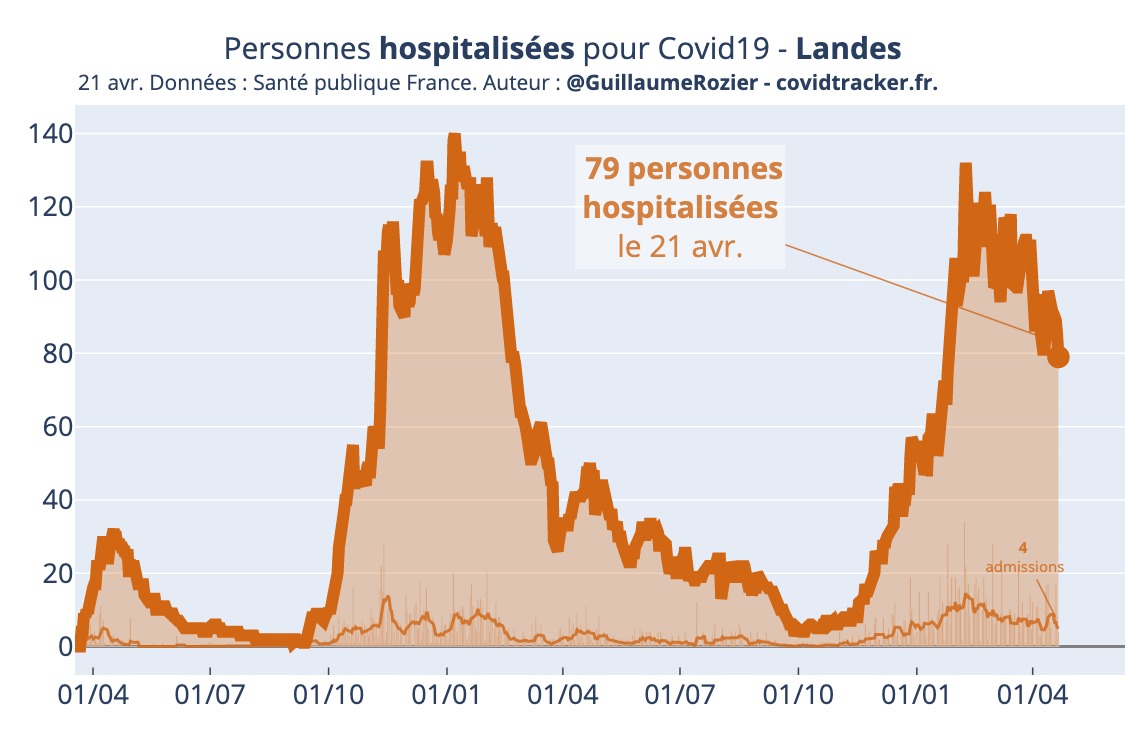 Personnes hospitalisées pour Covid19 - Landes
21 avr. Données : Santé publique France. Auteur : @GuillaumeRozier - covidtracker.fr.
140
120
100
80
60
40
20
0
79 personnes
hospitalisées
le 21 avr.
4
admissions
01/04 01/07 01/10 01/01 01/04 01/07 01/10 01/01 01/04